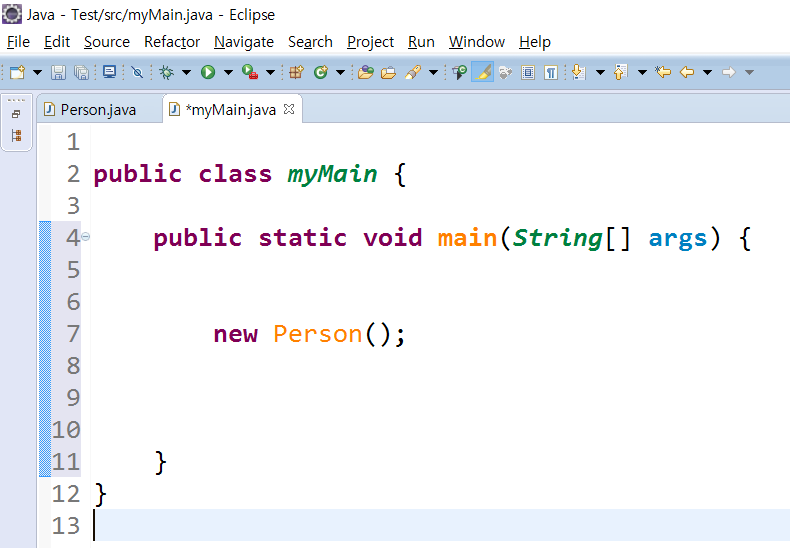 Java - Test/src/myMain.java - Eclipse
File Edit Source Refactor Navigate Search Project Run Window Help
Person.java *myMain.java
1
2 public class myMain {
3
4 public static void main(String[] args) {
5
6
7 new Person();
8
9
10
11 }
12 }
13